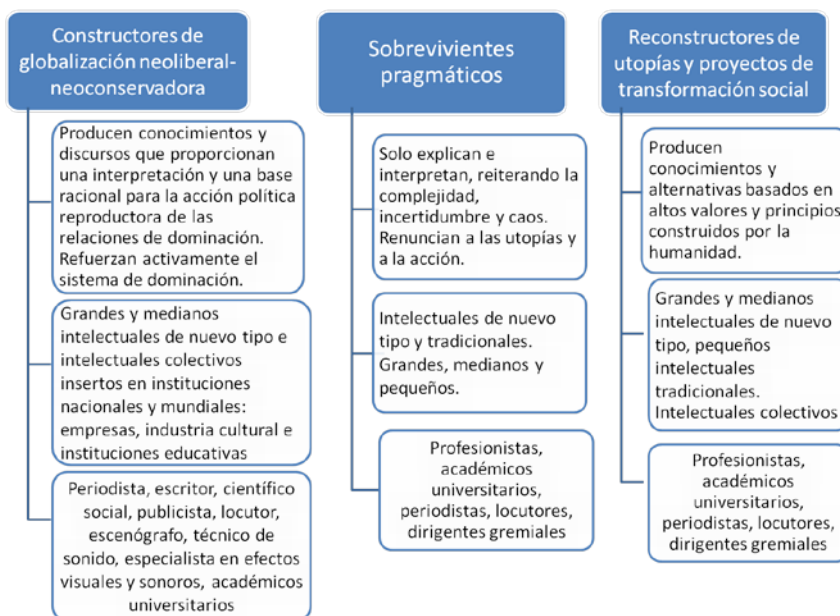 Constructores de
globalización neoliberal-
neoconservadora
Producen conocimientos y
discursos que proporcionan
una interpretación y una base
racional para la acción política
reproductora de las
relaciones de dominación.
Refuerzan activamente el
sistema de dominación.
Grandes y medianos
intelectuales de nuevo tipo e
intelectuales colectivos
insertos en instituciones
nacionales y mundiales:
empresas, industria cultural e
instituciones educativas
Periodista, escritor, científico
social, publicista, locutor,
escenógrafo, técnico de
sonido, especialista en efectos
visuales y sonoros, académicos
universitarios
Sobrevivientes
pragmáticos
Solo explican e
interpretan, reiterando la
complejidad,
incertidumbre y caos.
Renuncian a las utopías y
a la acción.
Intelectuales de nuevo
tipo y tradicionales.
Grandes, medianos y
pequeños.
Profesionistas,
académicos
universitarios,
periodistas, locutores,
dirigentes gremiales
Reconstructores de
utopías y proyectos de
transformación social
Producen
conocimientos y
alternativas basados en
altos valores y principios
construidos por la
humanidad.
Grandes y medianos
intelectuales de nuevo
tipo, pequeños
intelectuales
tradicionales.
Intelectuales colectivos
Profesionistas,
académicos
universitarios,
periodistas, locutores,
dirigentes gremiales